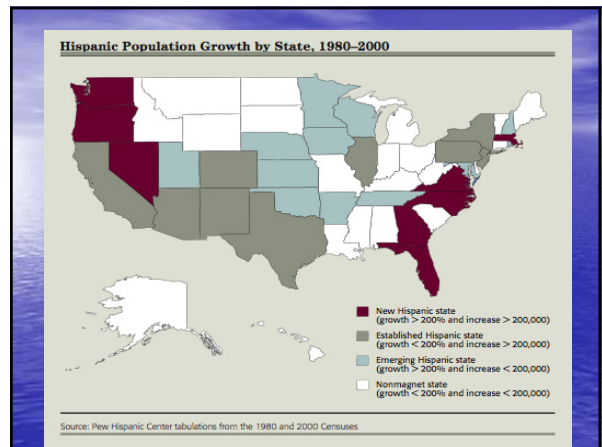 Hispanic Population Growth by State, 1980–2000
New Hispanic state
(growth > 200% and increase > 200,000)
Established Hispanic state
(growth < 200% and increase > 200,000)
Emerging Hispanic state
(growth > 200% and increase < 200,000)
Nonmagnet state
(growth < 200% and increase < 200,000)
Source: Pew Hispanic Center tabulations from the 1980 and 2000 Censuses